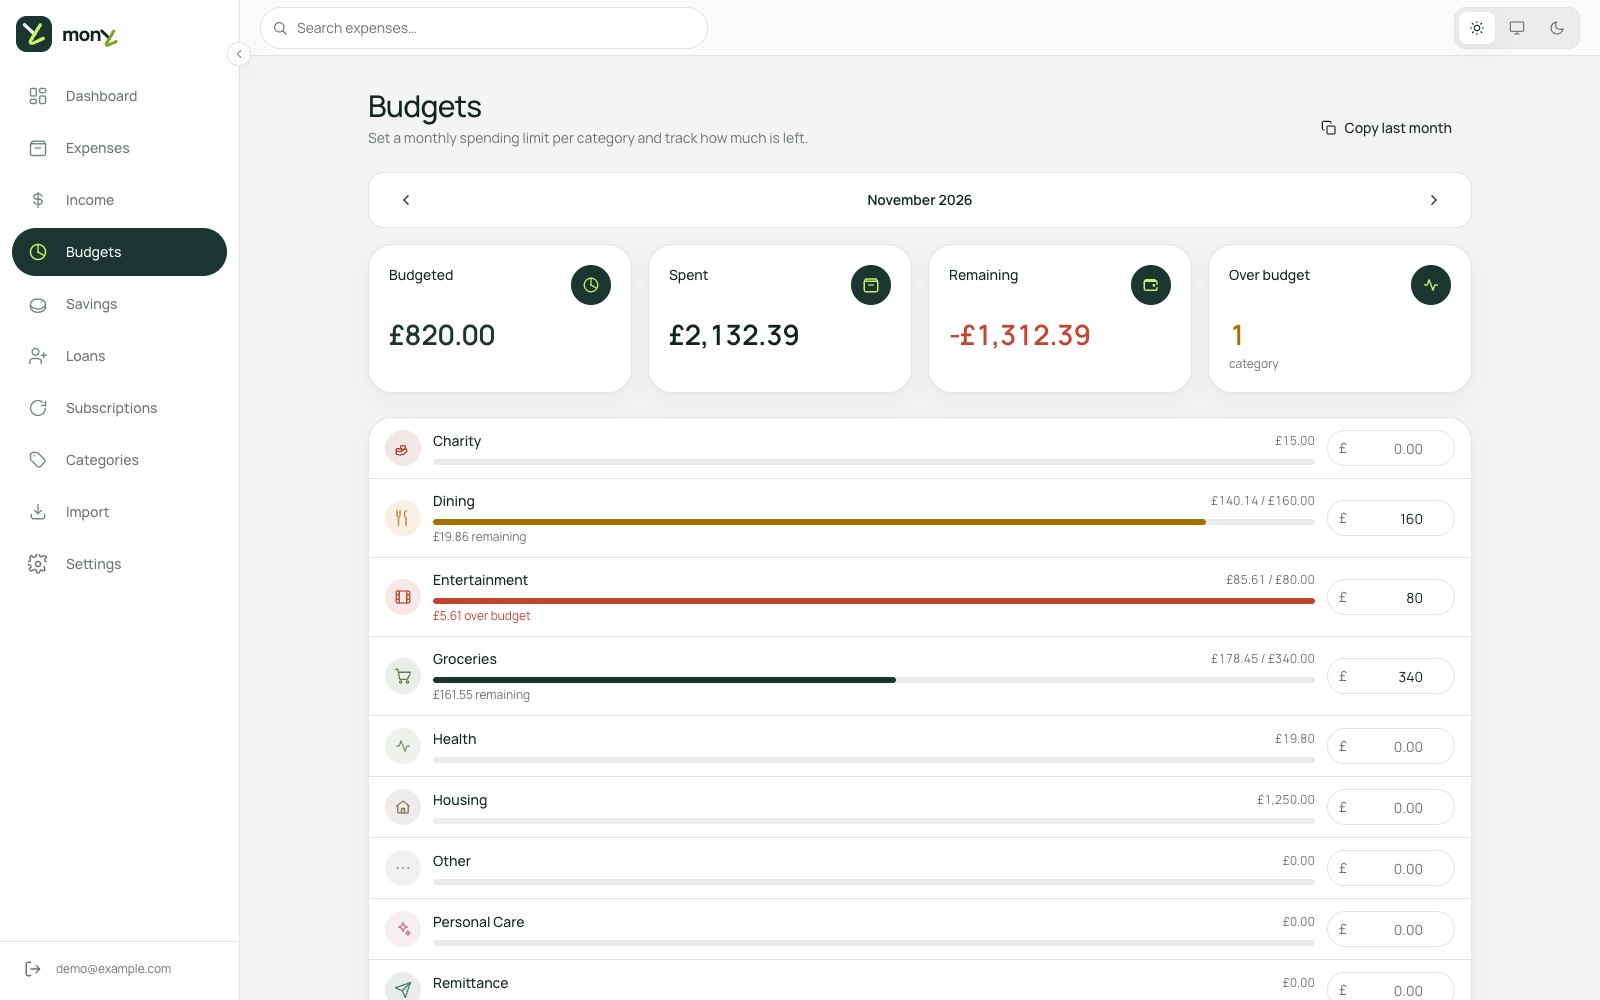 mony
Search expenses...
Dashboard
Expenses
Income
Budgets
Savings
Loans
Subscriptions
Categories
Import
Settings
demo@example.com
Budgets
Set a monthly spending limit per category and track how much is left.
Copy last month
November 2026
Budgeted
£820.00
Spent
£2,132.39
Remaining
-£1,312.39
Over budget
1
category
Charity £15.00 £ 0.00
Dining £140.14 / £160.00 £ 160
£19.86 remaining
Entertainment £85.61 / £80.00 £ 80
£5.61 over budget
Groceries £178.45 / £340.00 £ 340
£161.55 remaining
Health £19.80 £ 0.00
Housing £1,250.00 £ 0.00
Other £0.00 £ 0.00
Personal Care £0.00 £ 0.00
Remittance £0.00 £ 0.00